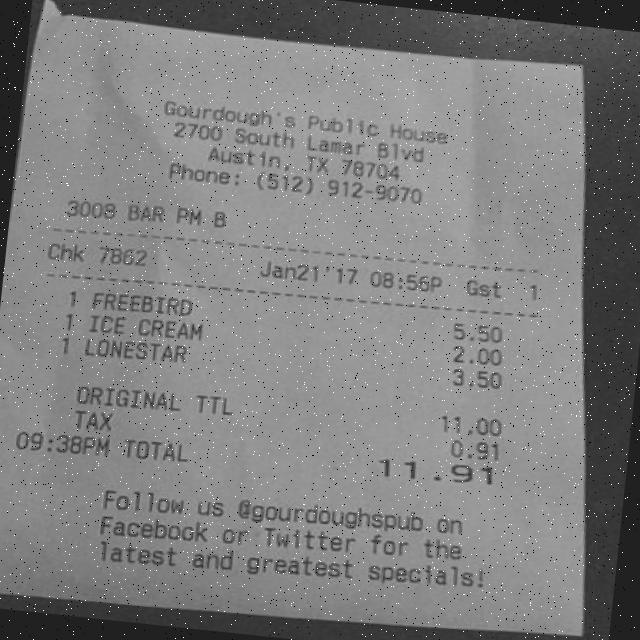 Gourdough's Public House
2700 South Lamar Blvd
Austin, TX 78704
Phone: (512) 912-9070
3008 BAR PM B
Chk 7862 Jan21'17 08:56P Gst 1
1 FREEBIRD 5.50
1 ICE CREAM 2.00
1 LONESTAR 3.50
ORIGINAL TTL 11.00
TAX 0.91
09:38PM TOTAL 11.91
Follow us @gourdoughspub on
Facebook or Twitter for the
latest and greatest specials!